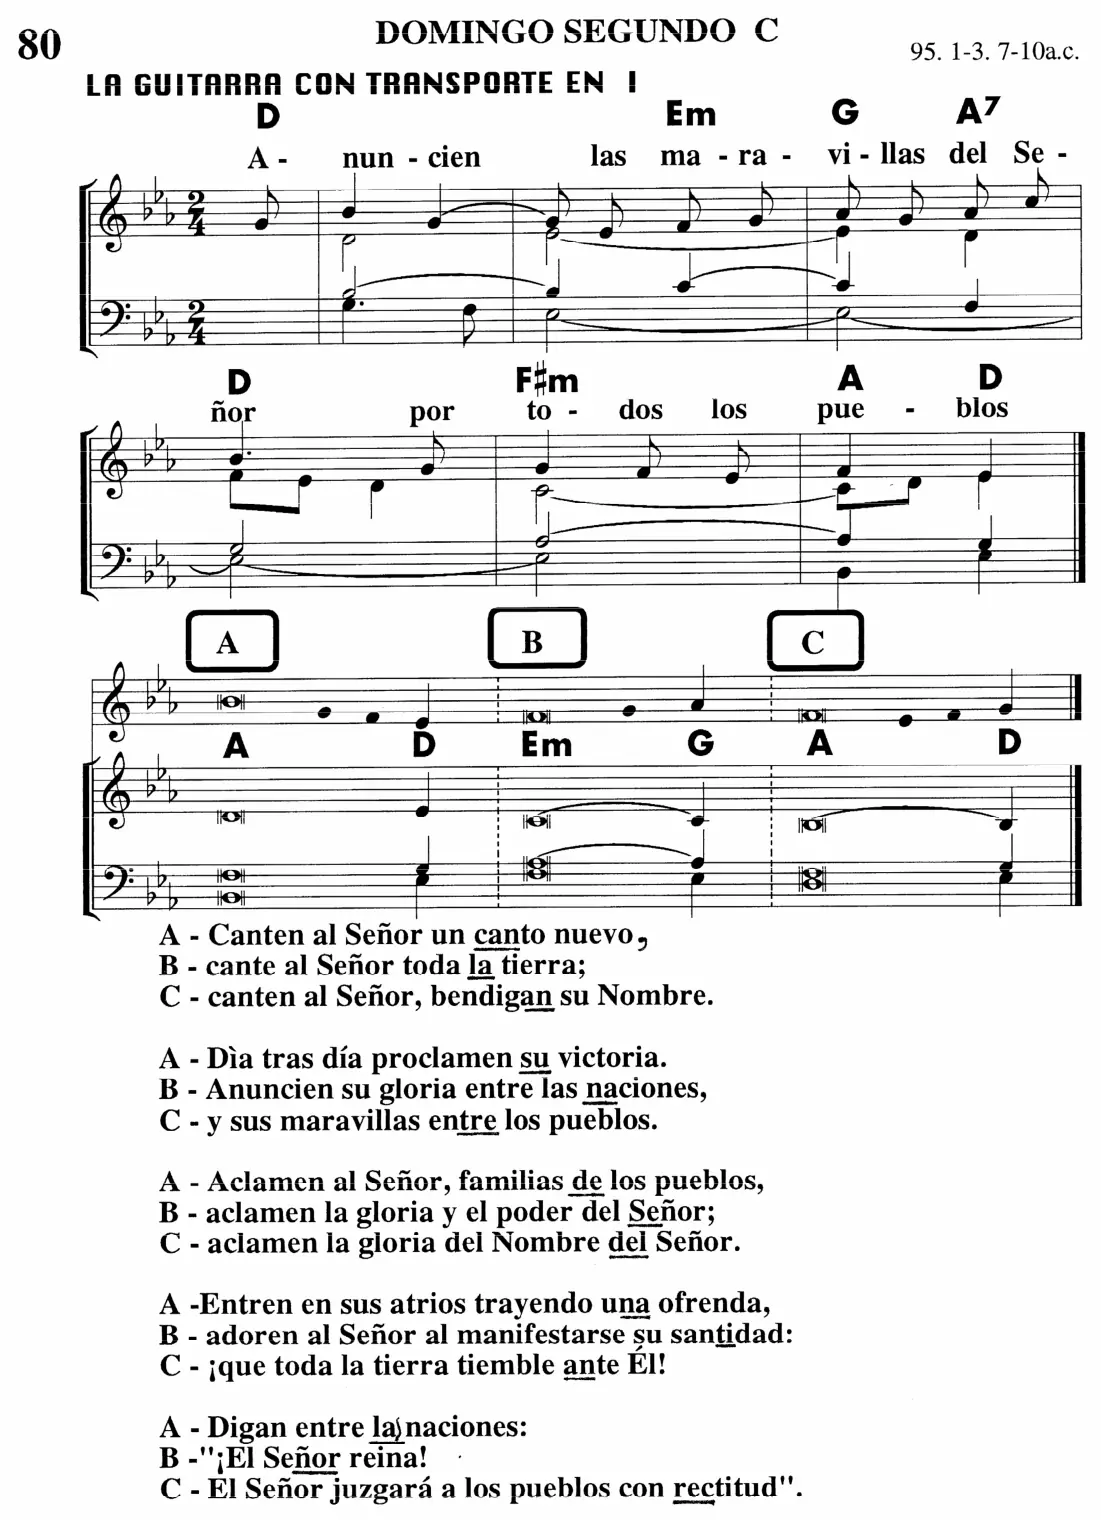 80
DOMINGO SEGUNDO C
95. 1-3. 7-10a.c.
LA GUITARRA CON TRANSPORTE EN I
D Em G A7
A - nun - cien las ma - ra - vi - llas del Se -
2 4
2 4
D F#m A D
ñor por to - dos los pue - blos
A B C
A D Em G A D
A - Canten al Señor un canto nuevo,
B - cante al Señor toda la tierra;
C - canten al Señor, bendigan su Nombre.
A - Dìa tras día proclamen su victoria.
B - Anuncien su gloria entre las naciones,
C - y sus maravillas entre los pueblos.
A - Aclamen al Señor, familias de los pueblos,
B - aclamen la gloria y el poder del Señor;
C - aclamen la gloria del Nombre del Señor.
A -Entren en sus atrios trayendo una ofrenda,
B - adoren al Señor al manifestarse su santidad:
C - ¡que toda la tierra tiemble ante Él!
A - Digan entre las naciones:
B -"¡El Señor reina!
C - El Señor juzgará a los pueblos con rectitud".